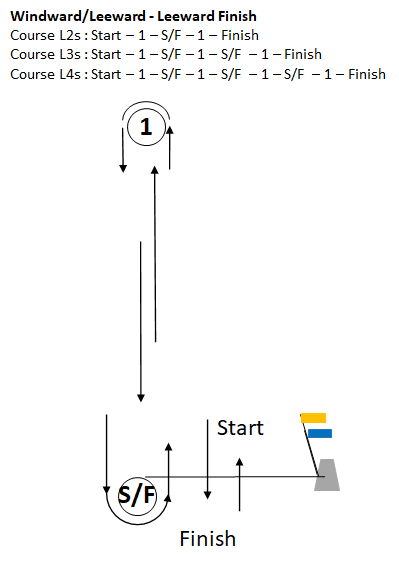 Windward/Leeward - Leeward Finish
Course L2s : Start – 1 – S/F – 1 – Finish
Course L3s : Start – 1 – S/F – 1 – S/F – 1 – Finish
Course L4s : Start – 1 – S/F – 1 – S/F – 1 – S/F – 1 – Finish
1
Start
S/F
Finish